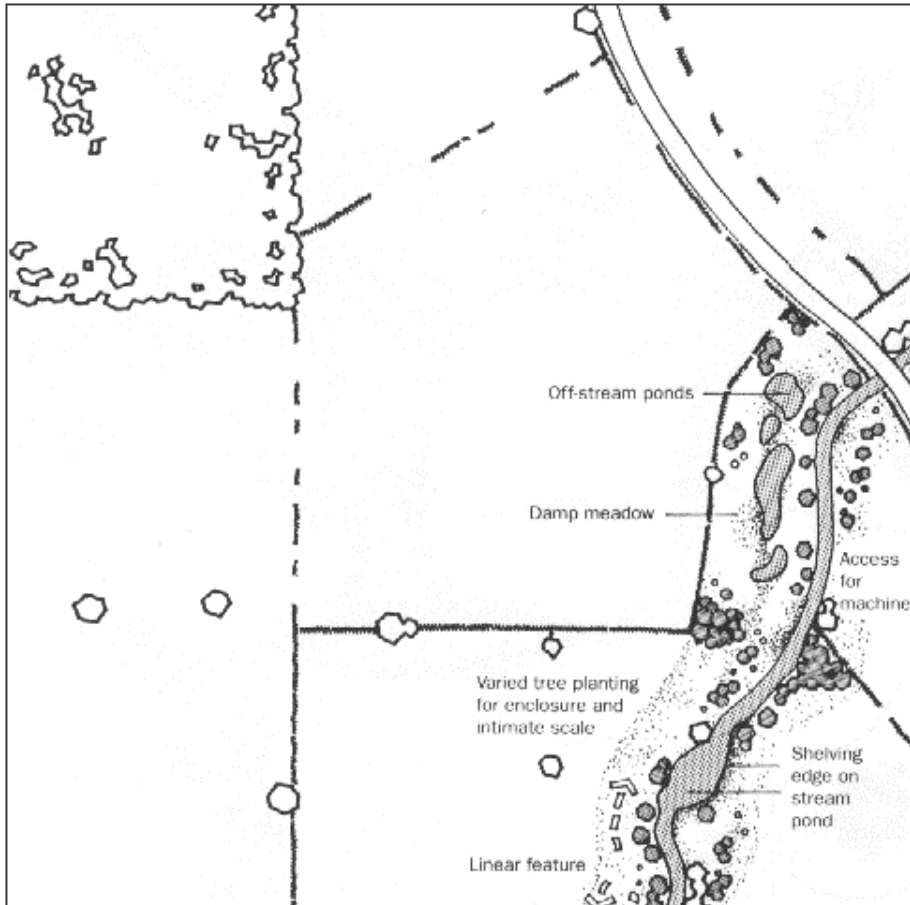 Off-stream ponds
Damp meadow
Access
for
machine
Varied tree planting
for enclosure and
intimate scale
Shelving
edge on
stream
pond
Linear feature